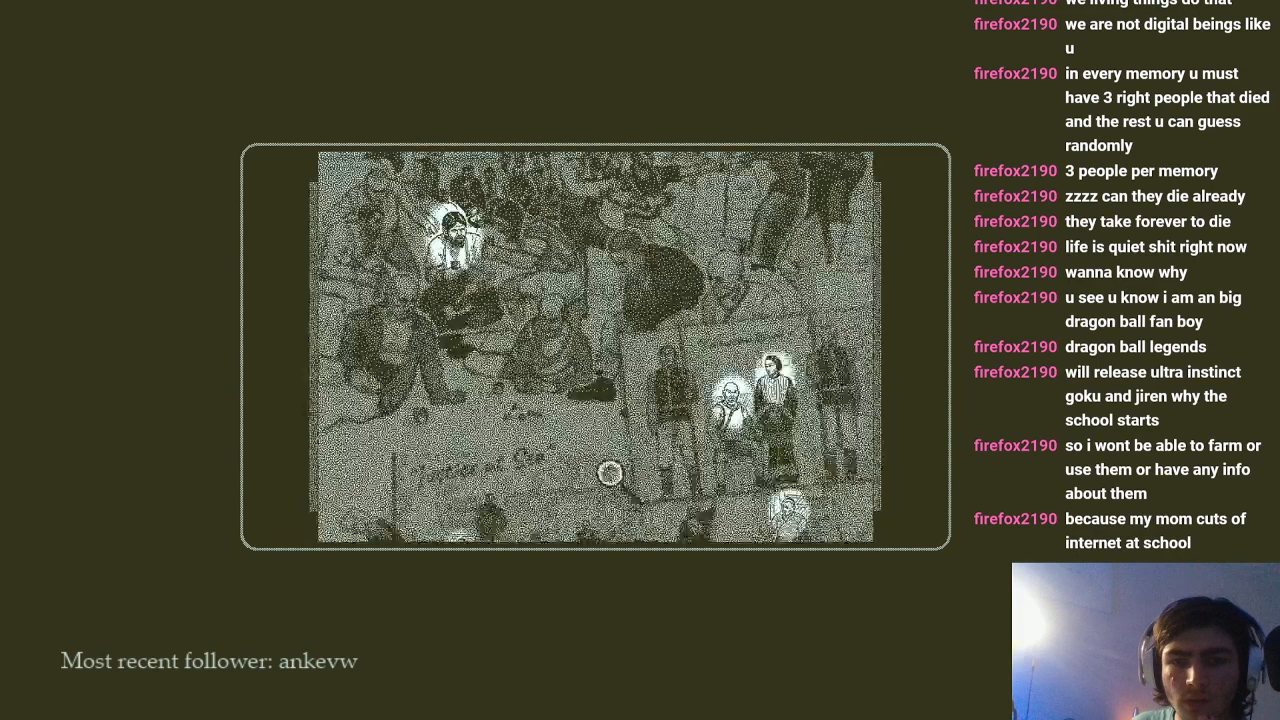 we living things do that
firefox2190 we are not digital beings like
u
firefox2190 in every memory u must
have 3 right people that died
and the rest u can guess
randomly
firefox2190 3 people per memory
firefox2190 zzzz can they die already
firefox2190 they take forever to die
firefox2190 life is quiet shit right now
firefox2190 wanna know why
firefox2190 u see u know i am an big
dragon ball fan boy
firefox2190 dragon ball legends
firefox2190 will release ultra instinct
goku and jiren why the
school starts
firefox2190 so i wont be able to farm or
use them or have any info
about them
firefox2190 because my mom cuts of
internet at school
Most recent follower: ankevw